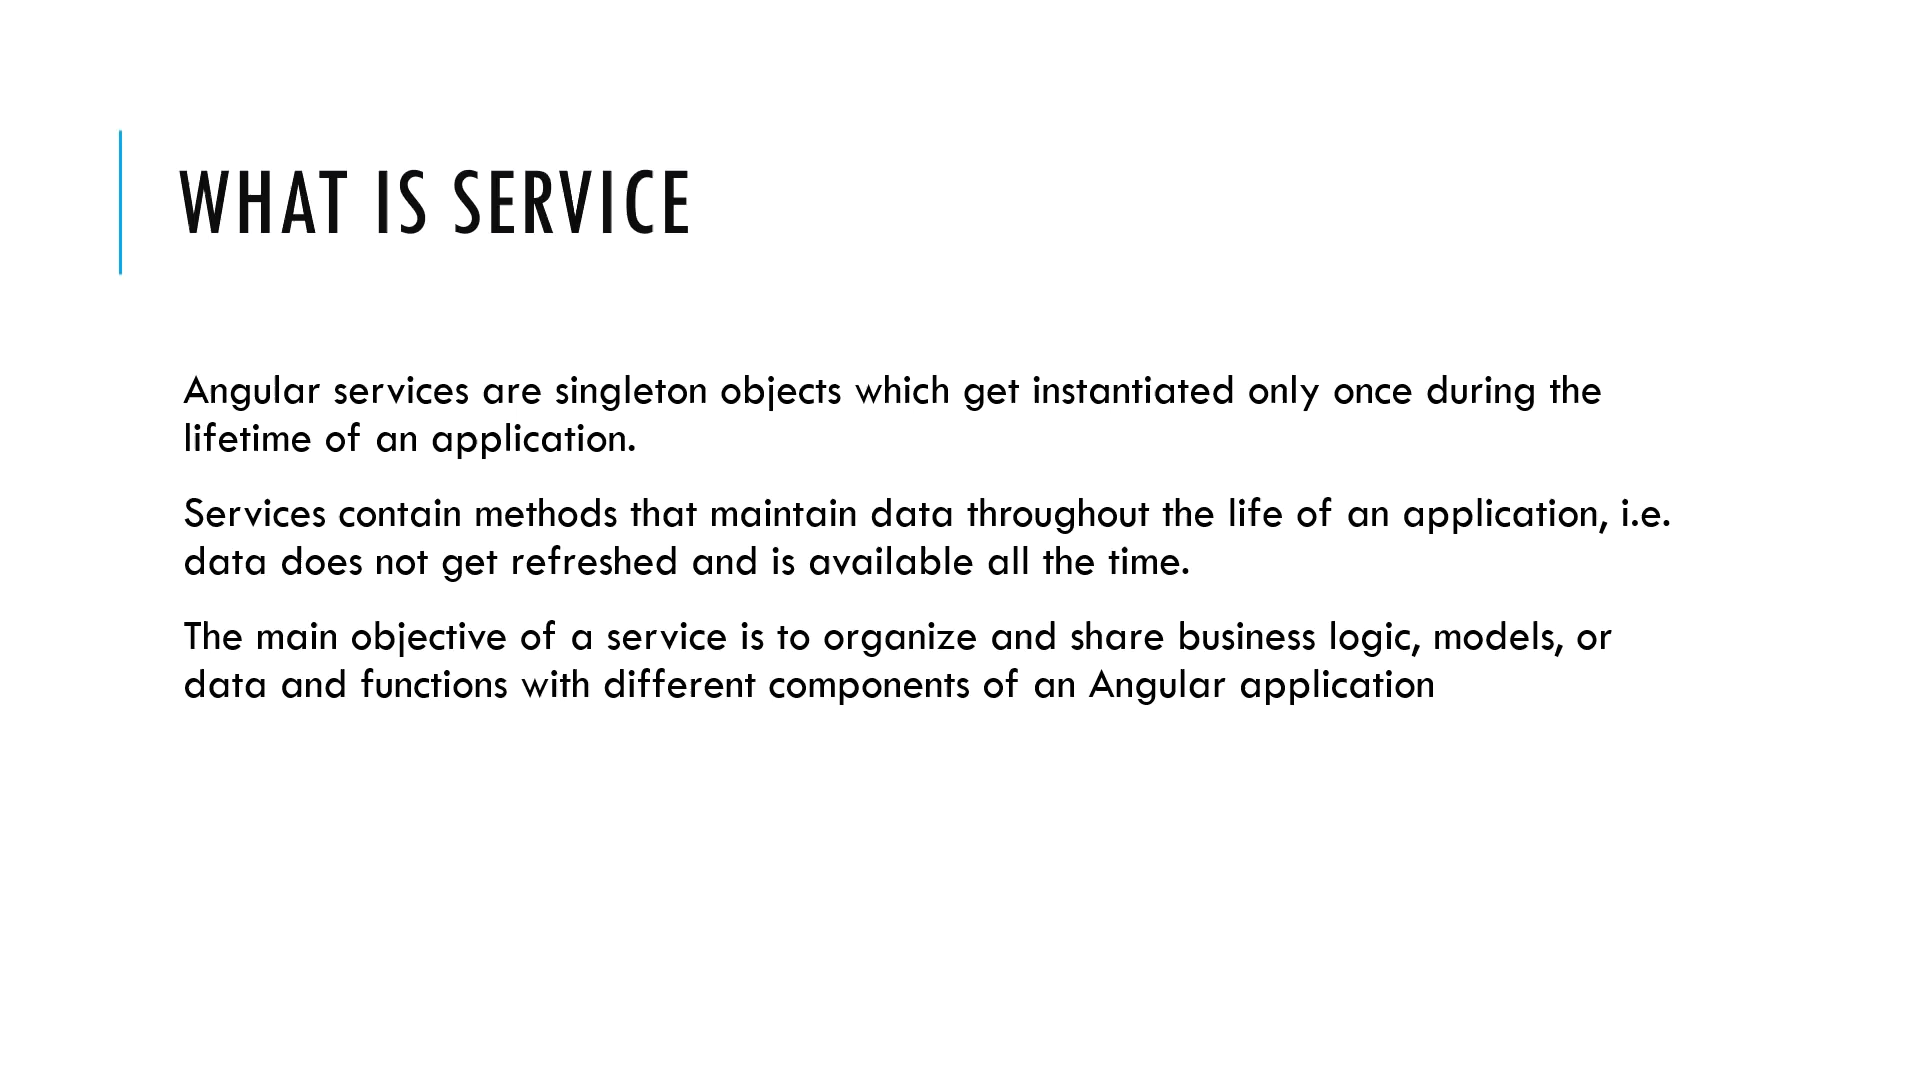 WHAT IS SERVICE
Angular services are singleton objects which get instantiated only once during the
lifetime of an application.
Services contain methods that maintain data throughout the life of an application, i.e.
data does not get refreshed and is available all the time.
The main objective of a service is to organize and share business logic, models, or
data and functions with different components of an Angular application